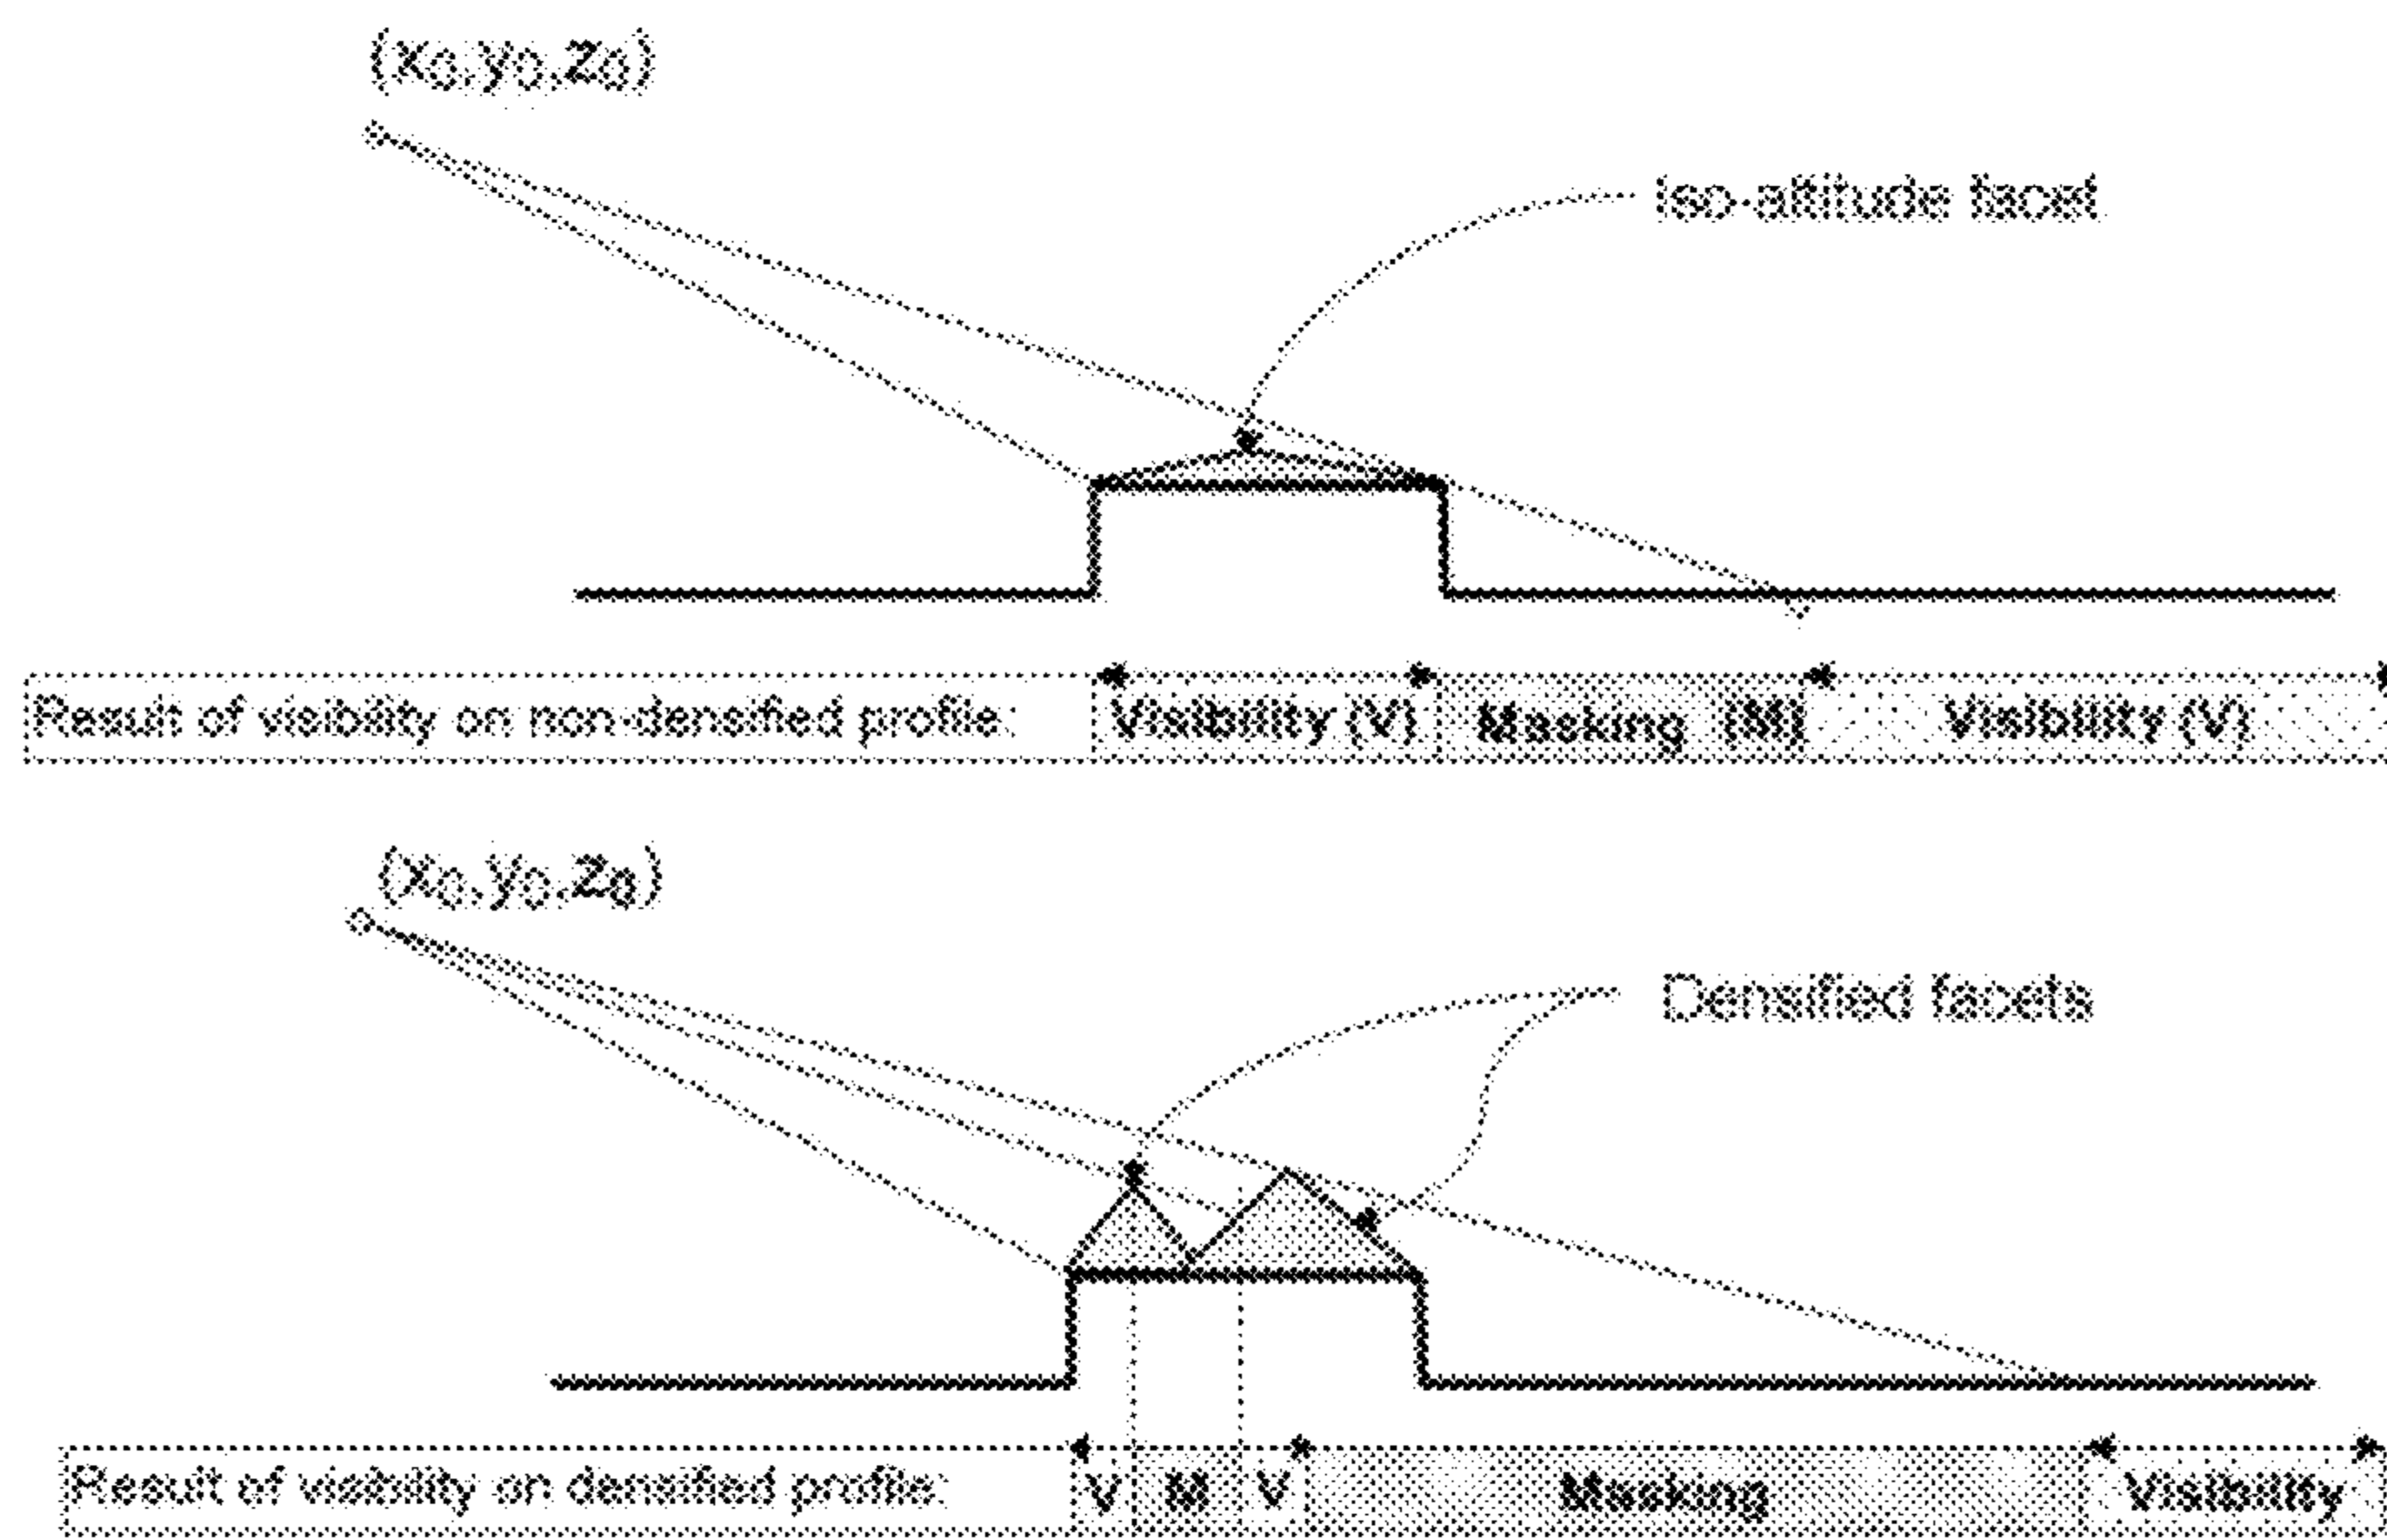 (x0,y0,z0)
Iso-altitude facet
Result of visibility on non-densified profile: Visibility (V) Masking (M) Visibility (V)
(x0,y0,z0)
Densified facets
Result of visibility on densified profile: V M V Masking Visibility